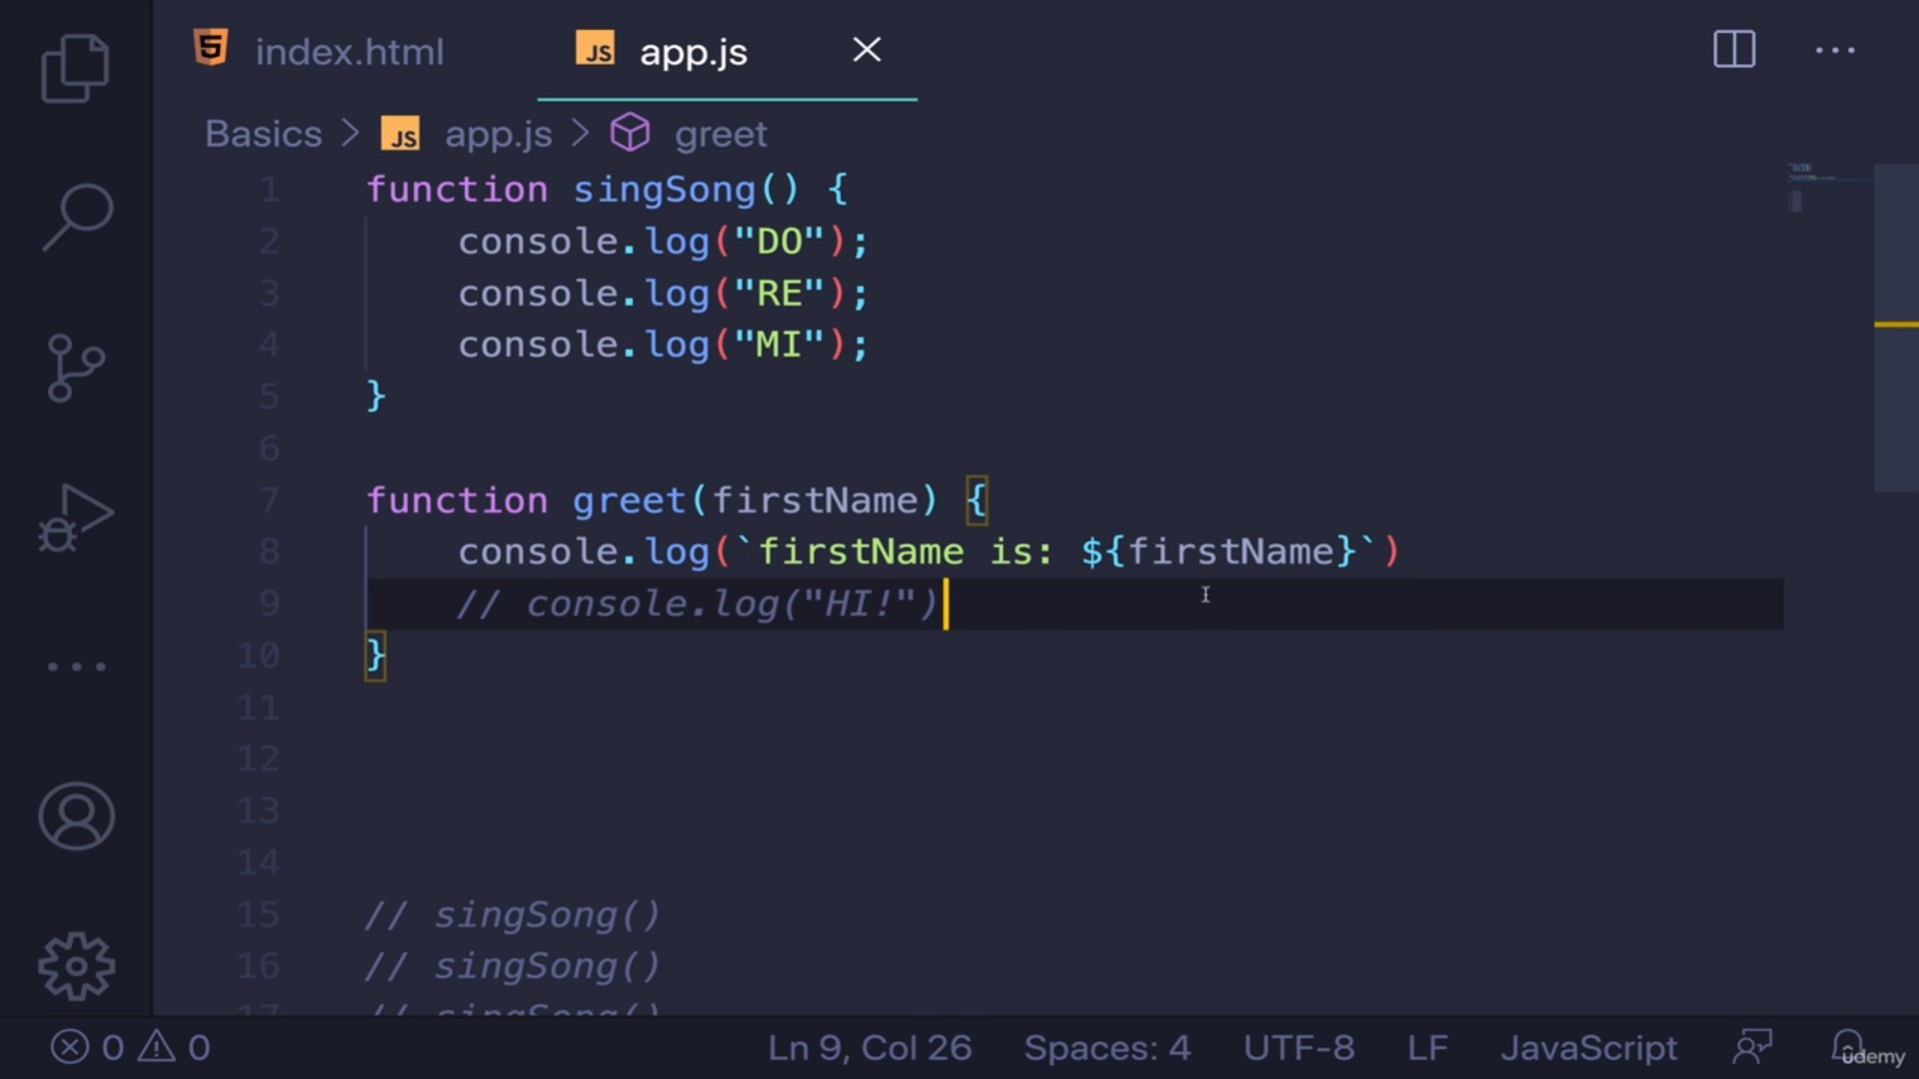 index.html
JS app.js
Basics > JS app.js > greet
1 function singSong() {
2 console.log("DO");
3 console.log("RE");
4 console.log("MI");
5 }
6
7 function greet(firstName) {
8 console.log(`firstName is: ${firstName}`)
9 // console.log("HI!")
10 }
11
12
13
14
15 // singSong()
16 // singSong()
17 // singSong()
0 0 Ln 9, Col 26 Spaces: 4 UTF-8 LF JavaScript
udemy